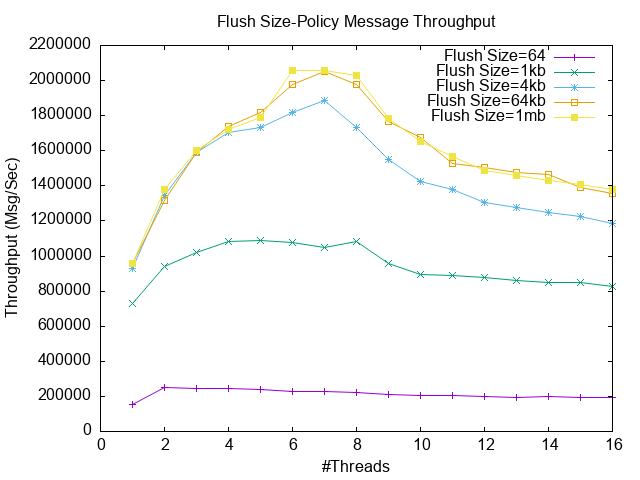 Flush Size-Policy Message Throughput
2200000
2000000
1800000
1600000
1400000
1200000
1000000
800000
600000
400000
200000
0
Throughput (Msg/Sec)
Flush Size=64
Flush Size=1kb
Flush Size=4kb
Flush Size=64kb
Flush Size=1mb
0 2 4 6 8 10 12 14 16
#Threads